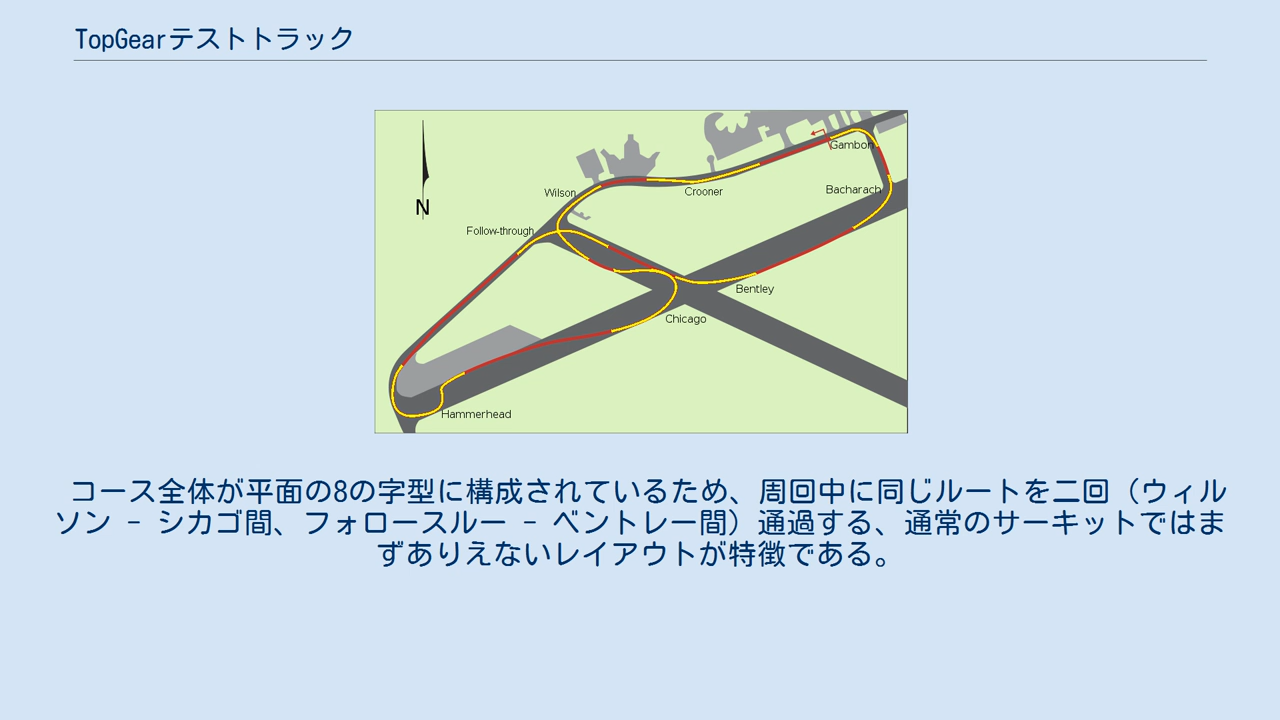 TopGearテストトラック
Gambon
Wilson
Crooner
Bacharach
Follow-through
N
Bentley
Chicago
Hammerhead
コース全体が平面の8の字型に構成されているため、周回中に同じルートを二回（ウィル
ソン - シカゴ間、フォロースルー - ベントレー間）通過する、通常のサーキットではま
ずありえないレイアウトが特徴である。